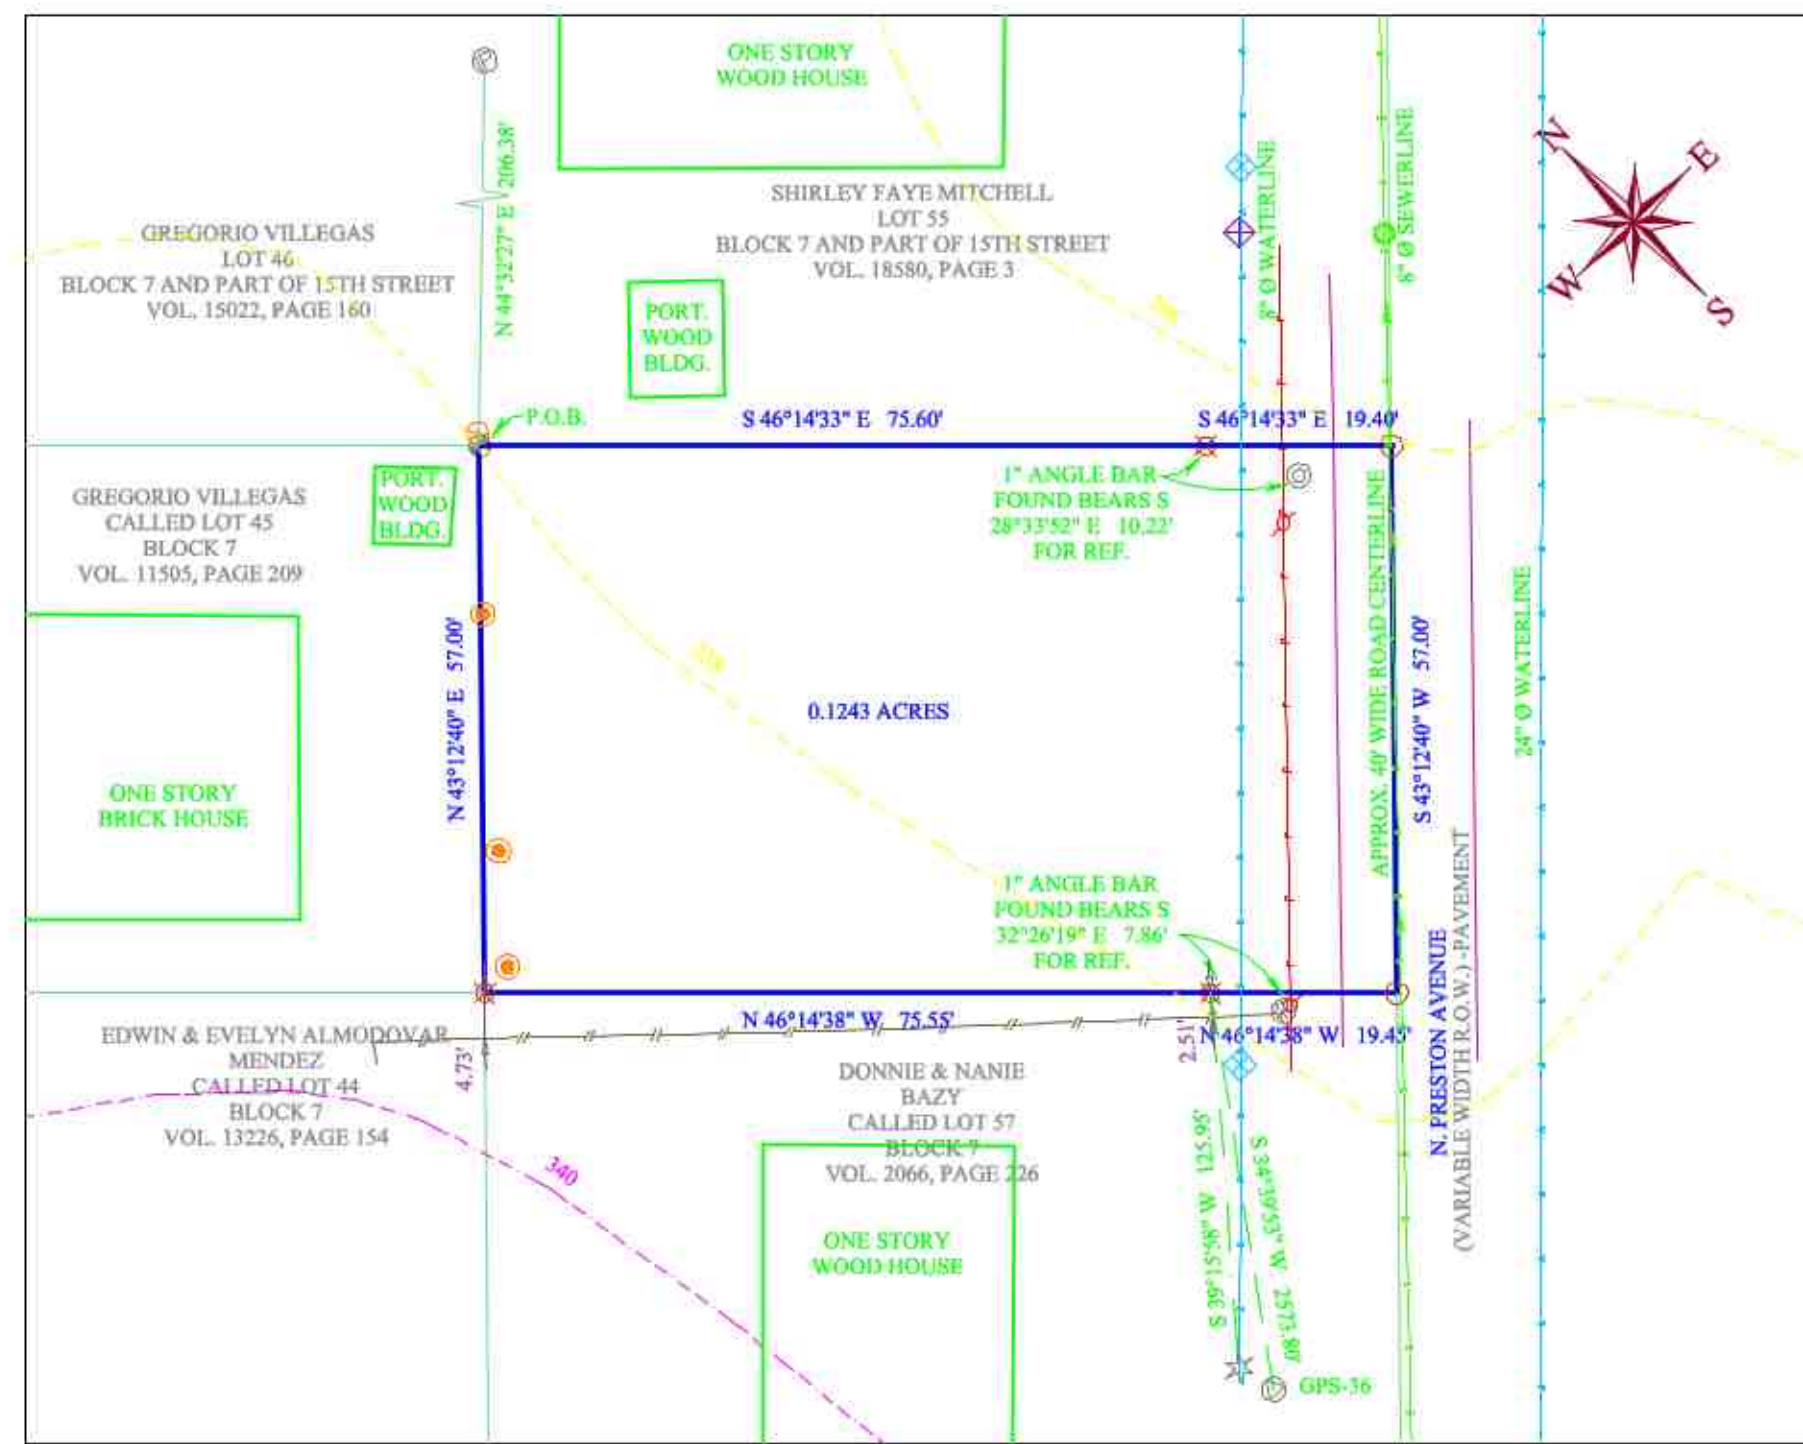 ONE STORY
WOOD HOUSE
N 44°32'27" E 206.38'
GREGORIO VILLEGAS
LOT 46
BLOCK 7 AND PART OF 15TH STREET
VOL. 15022, PAGE 160
SHIRLEY FAYE MITCHELL
LOT 55
BLOCK 7 AND PART OF 15TH STREET
VOL. 18580, PAGE 3
8" Ø WATERLINE
8" Ø SEWERLINE
N
E
W
S
PORT.
WOOD
BLDG.
P.O.B.
S 46°14'33" E 75.60'
S 46°14'33" E 19.40'
PORT.
WOOD
BLDG.
GREGORIO VILLEGAS
CALLED LOT 45
BLOCK 7
VOL. 11505, PAGE 209
1" ANGLE BAR
FOUND BEARS S
28°33'52" E 10.22'
FOR REF.
APPROX. 40' WIDE ROAD CENTERLINE
24" Ø WATERLINE
N 43°12'40" E 57.00'
S 43°12'40" W 57.00'
0.1243 ACRES
ONE STORY
BRICK HOUSE
1" ANGLE BAR
FOUND BEARS S
32°26'19" E 7.86'
FOR REF.
N. PRESTON AVENUE
(VARIABLE WIDTH R.O.W.) -PAVEMENT
N 46°14'38" W 75.55'
N 46°14'38" W 19.45'
EDWIN & EVELYN ALMODOVAR
MENDEZ
CALLED LOT 44
BLOCK 7
VOL. 13226, PAGE 154
4.73'
2.51'
DONNIE & NANIE
BAZY
CALLED LOT 57
BLOCK 7
VOL. 2066, PAGE 226
340
ONE STORY
WOOD HOUSE
S 39°15'58" W 125.95'
S 34°39'53" W 2573.80'
GPS-36